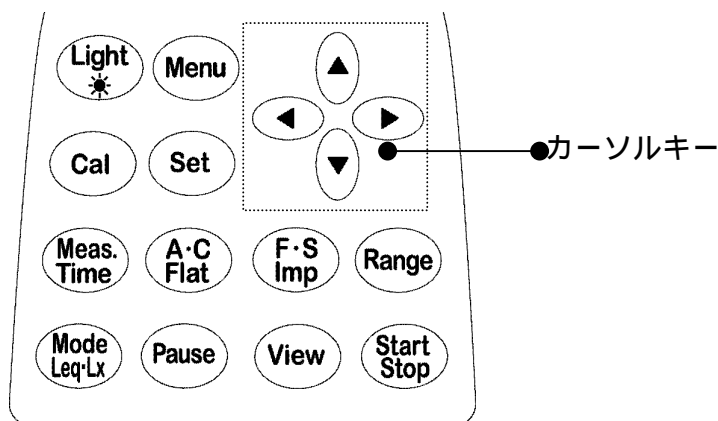 Light
Menu
カーソルキー
Cal
Set
Meas.
Time
A·C
Flat
F·S
Imp
Range
Mode
Leq·Lx
Pause
View
Start
Stop